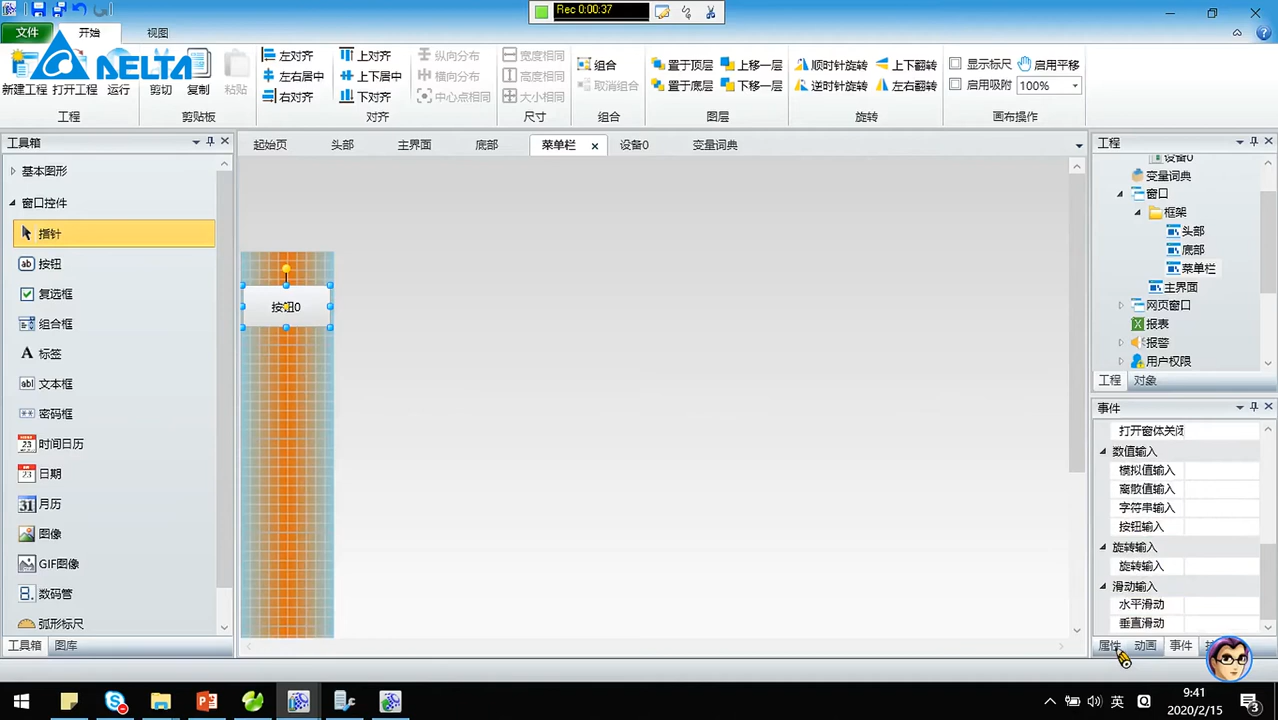 Rec 0:00:37
文件
开始
视图
DELTA
新建工程
打开工程
运行
工程
剪切
复制
粘贴
剪贴板
左对齐
左右居中
右对齐
上对齐
上下居中
下对齐
纵向分布
横向分布
中心点相同
对齐
宽度相同
高度相同
大小相同
尺寸
组合
取消组合
组合
置于顶层
置于底层
上移一层
下移一层
图层
顺时针旋转
逆时针旋转
上下翻转
左右翻转
旋转
显示标尺
启用平移
启用吸附
100%
画布操作
工具箱
基本图形
窗口控件
指针
按钮
复选框
组合框
标签
文本框
密码框
时间日历
日期
月历
图像
GIF图像
数码管
弧形标尺
工具箱
图库
起始页
头部
主界面
底部
菜单栏
设备0
变量词典
按钮0
工程
设备0
变量词典
窗口
框架
头部
底部
菜单栏
主界面
网页窗口
报表
报警
用户权限
工程
对象
事件
打开窗体关闭
数值输入
模拟值输入
离散值输入
字符串输入
按钮输入
旋转输入
旋转输入
滑动输入
水平滑动
垂直滑动
属性
动画
事件
英
9:41
2020/2/15
3